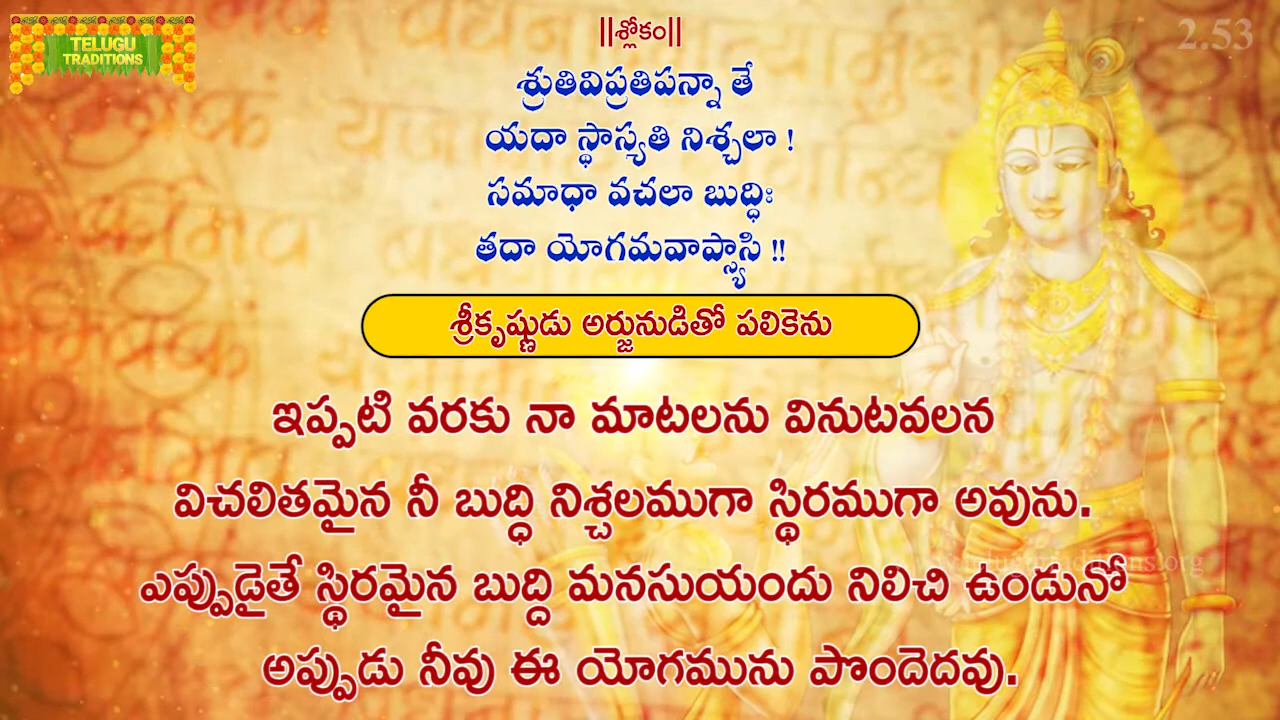 TELUGU
TRADITIONS
2.53
||శ్లోకం||
శ్రుతివిప్రతిపన్నా తే
యదా స్థాస్యతి నిశ్చలా !
సమాధా వచలా బుద్ధిః
తదా యోగమవాప్స్యాసి !!
శ్రీకృష్ణుడు అర్జునుడితో పలికెను
ఇప్పటి వరకు నా మాటలను వినుటవలన
విచలితమైన నీ బుద్ధి నిశ్చలముగా స్థిరముగా అవును.
ఎప్పుడైతే స్థిరమైన బుద్ది మనసుయందు నిలిచి ఉండునో
అప్పుడు నీవు ఈ యోగమును పొందెదవు.